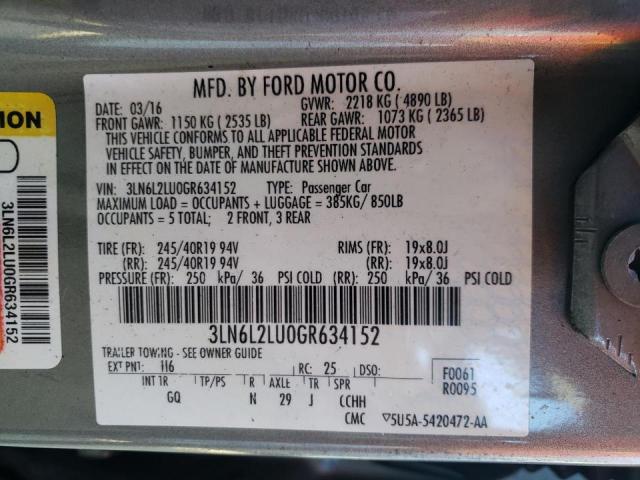 MFD. BY FORD MOTOR CO.
DATE: 03/16 GVWR: 2218 KG ( 4890 LB)
FRONT GAWR: 1150 KG ( 2535 LB) REAR GAWR: 1073 KG ( 2365 LB)
THIS VEHICLE CONFORMS TO ALL APPLICABLE FEDERAL MOTOR
VEHICLE SAFETY, BUMPER, AND THEFT PREVENTION STANDARDS
IN EFFECT ON THE DATE OF MANUFACTURE SHOWN ABOVE.
VIN: 3LN6L2LU0GR634152 TYPE: Passenger Car
MAXIMUM LOAD = OCCUPANTS + LUGGAGE = 385KG/ 850LB
OCCUPANTS = 5 TOTAL; 2 FRONT, 3 REAR
TIRE (FR): 245/40R19 94V RIMS (FR): 19x8.0J
(RR): 245/40R19 94V (RR): 19x8.0J
PRESSURE (FR): 250 kPa/ 36 PSI COLD (RR): 250 kPa/ 36 PSI COLD
3LN6L2LU0GR634152
TRAILER TOWING - SEE OWNER GUIDE
EXT PNT: H6 RC: 25 DSO: F0061
R0095
INT TR TP/PS R AXLE TR SPR
GQ N 29 J CCHH
CMC ▽5U5A-5420472-AA
3LN6L2LU0GR634152